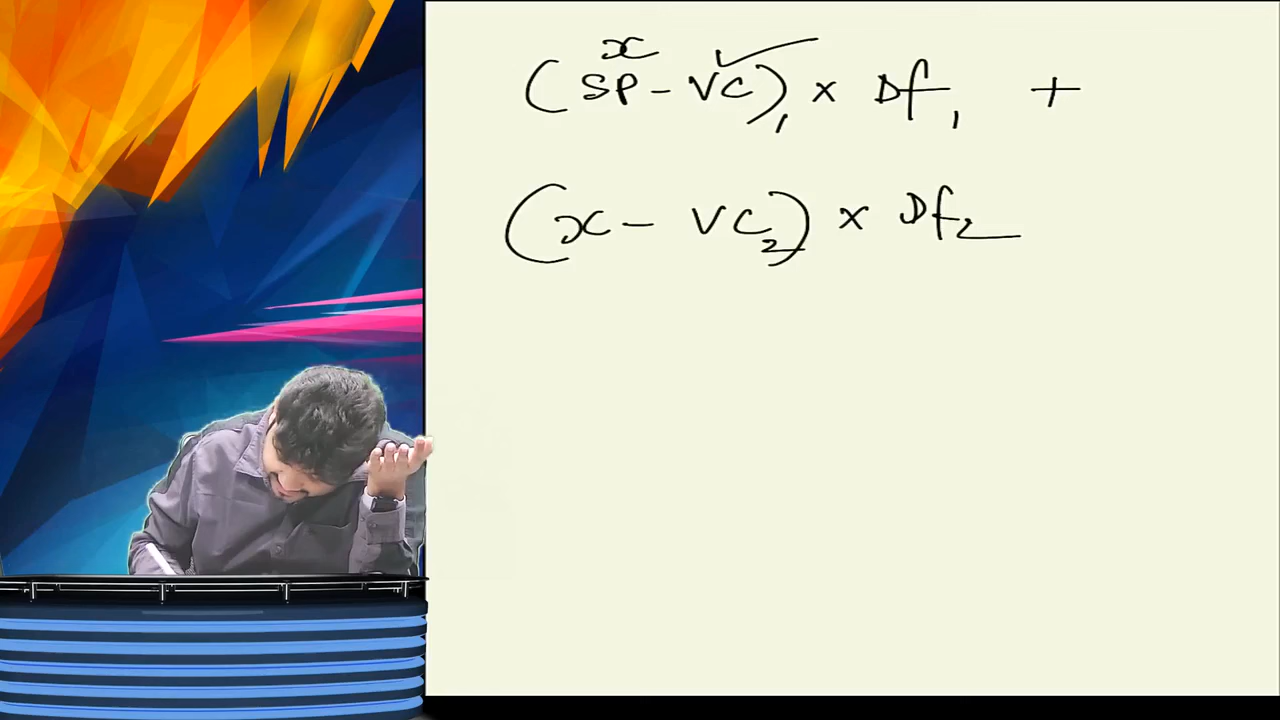 x
(SP - VC)₁ × Df₁ +
(x - VC₂) × Df₂